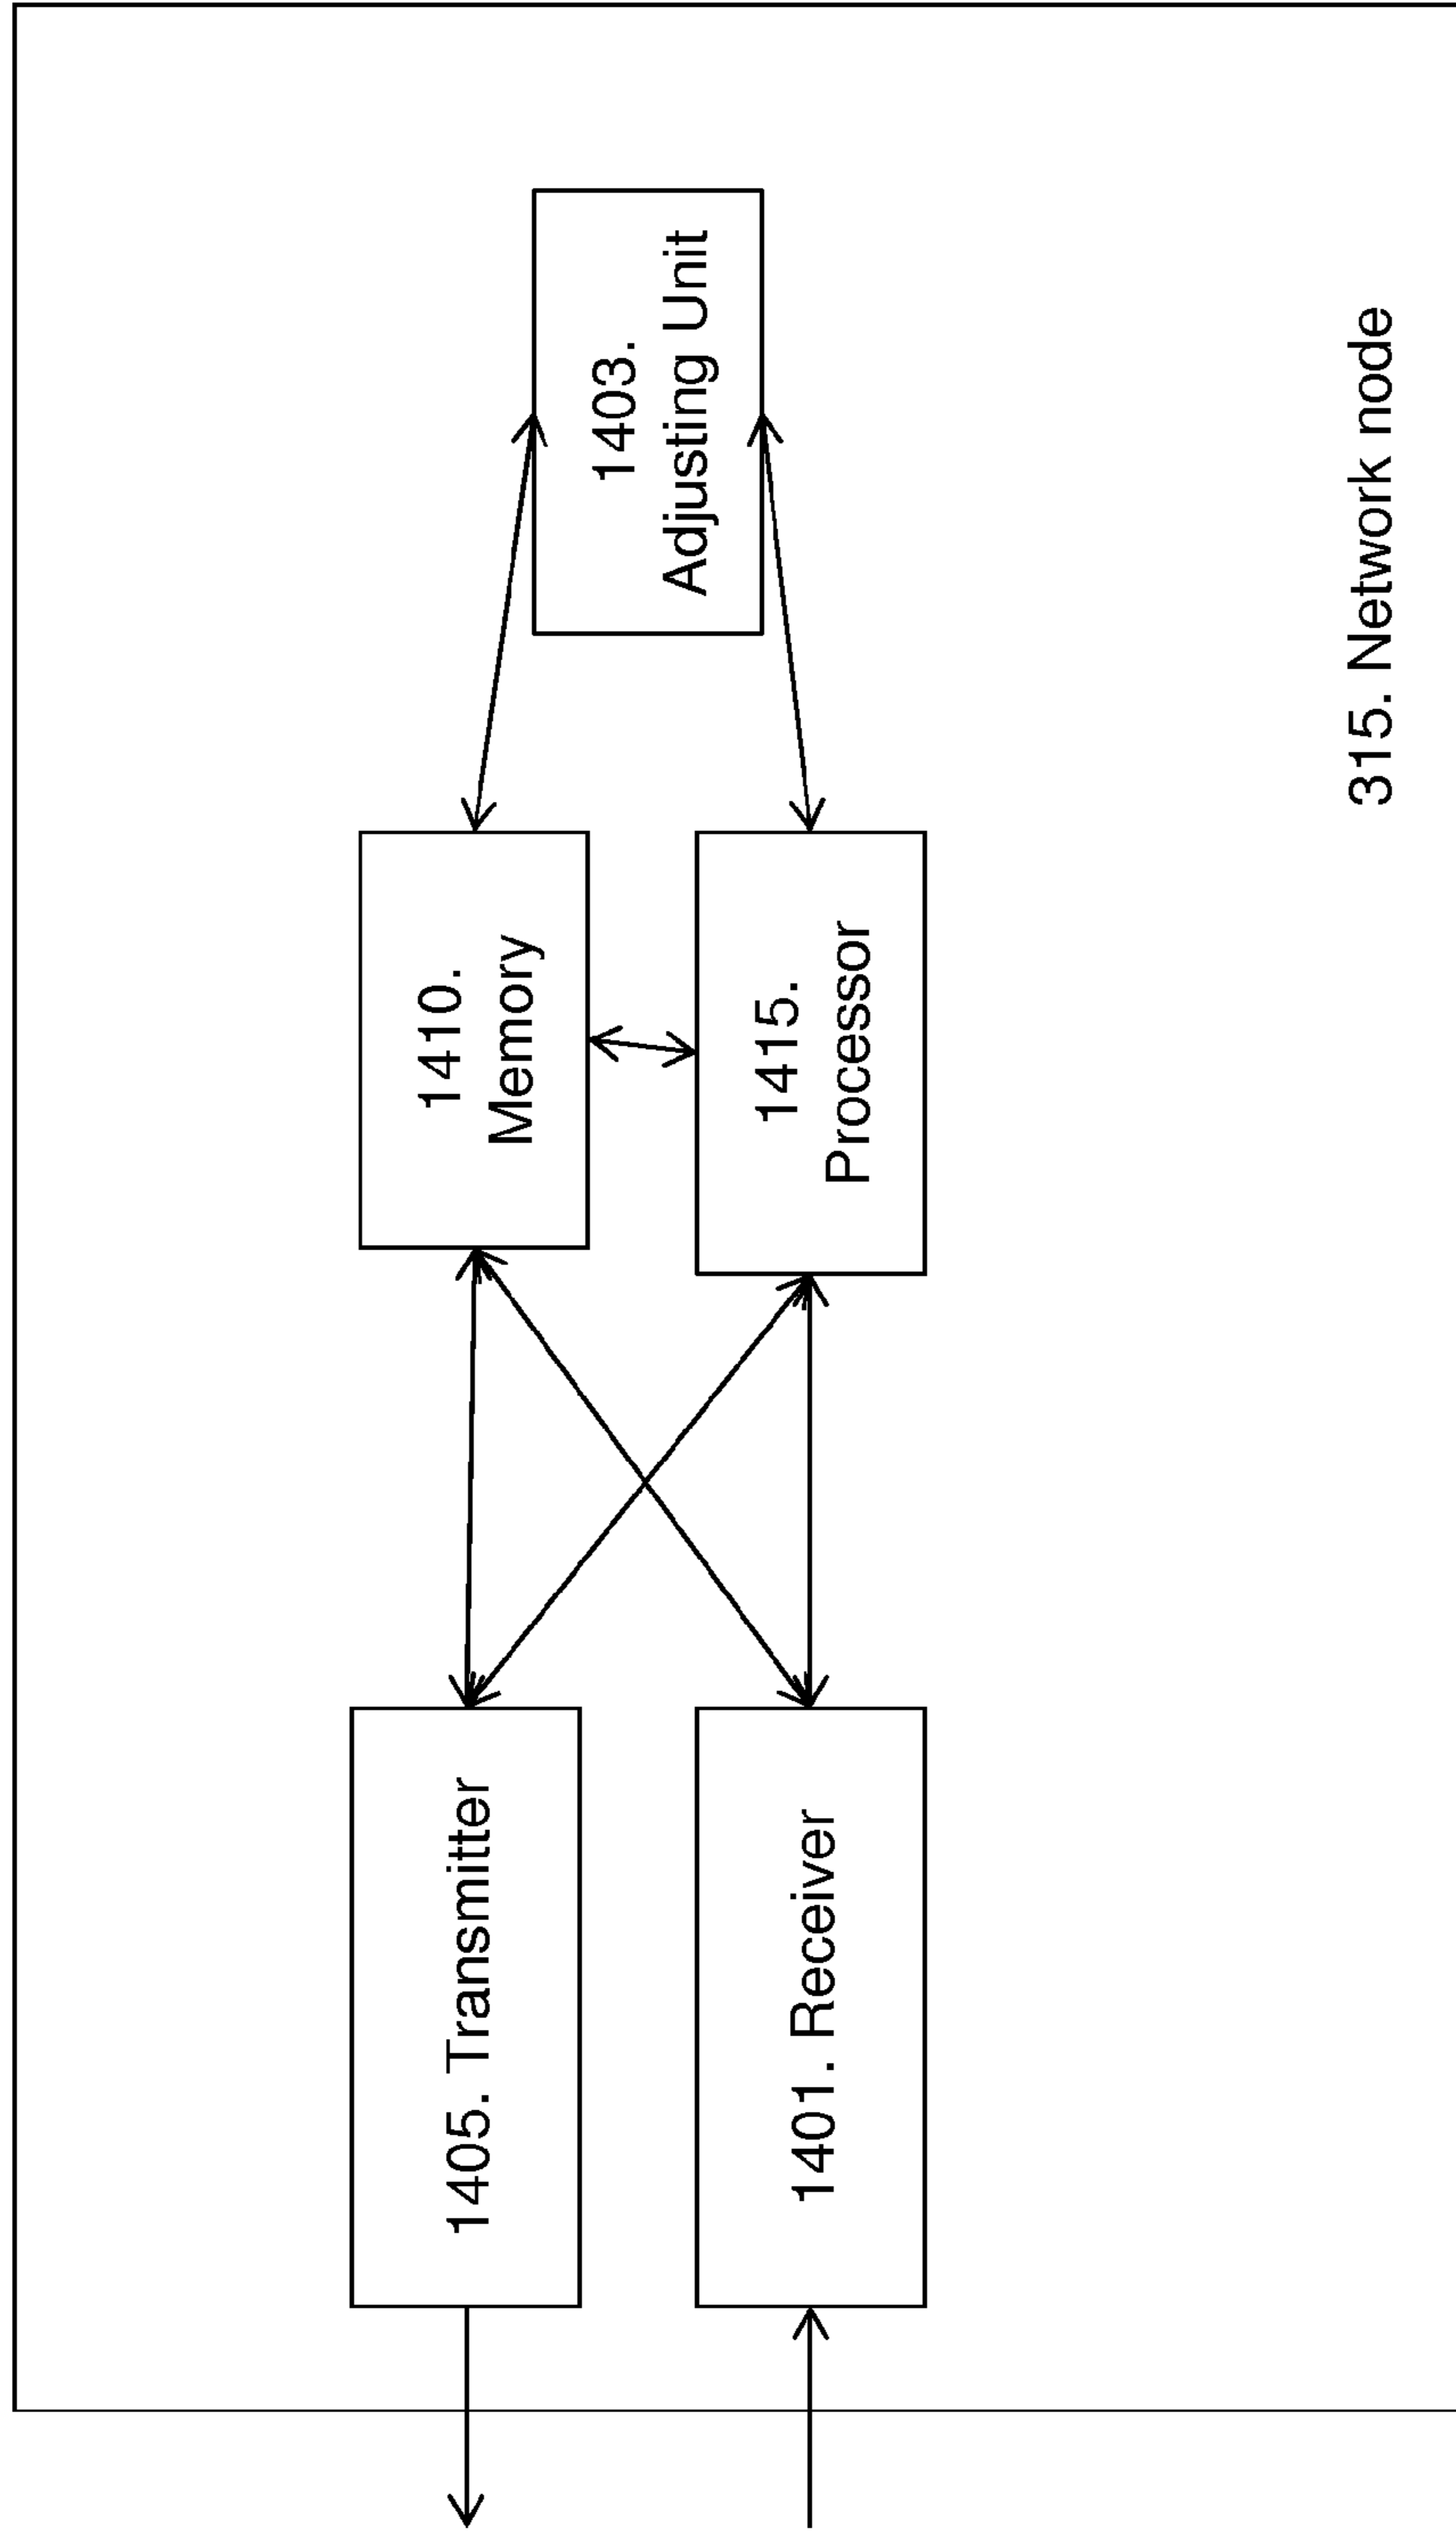 1405. Transmitter
1410.
Memory
1403.
Adjusting Unit
1401. Receiver
1415.
Processor
315. Network node